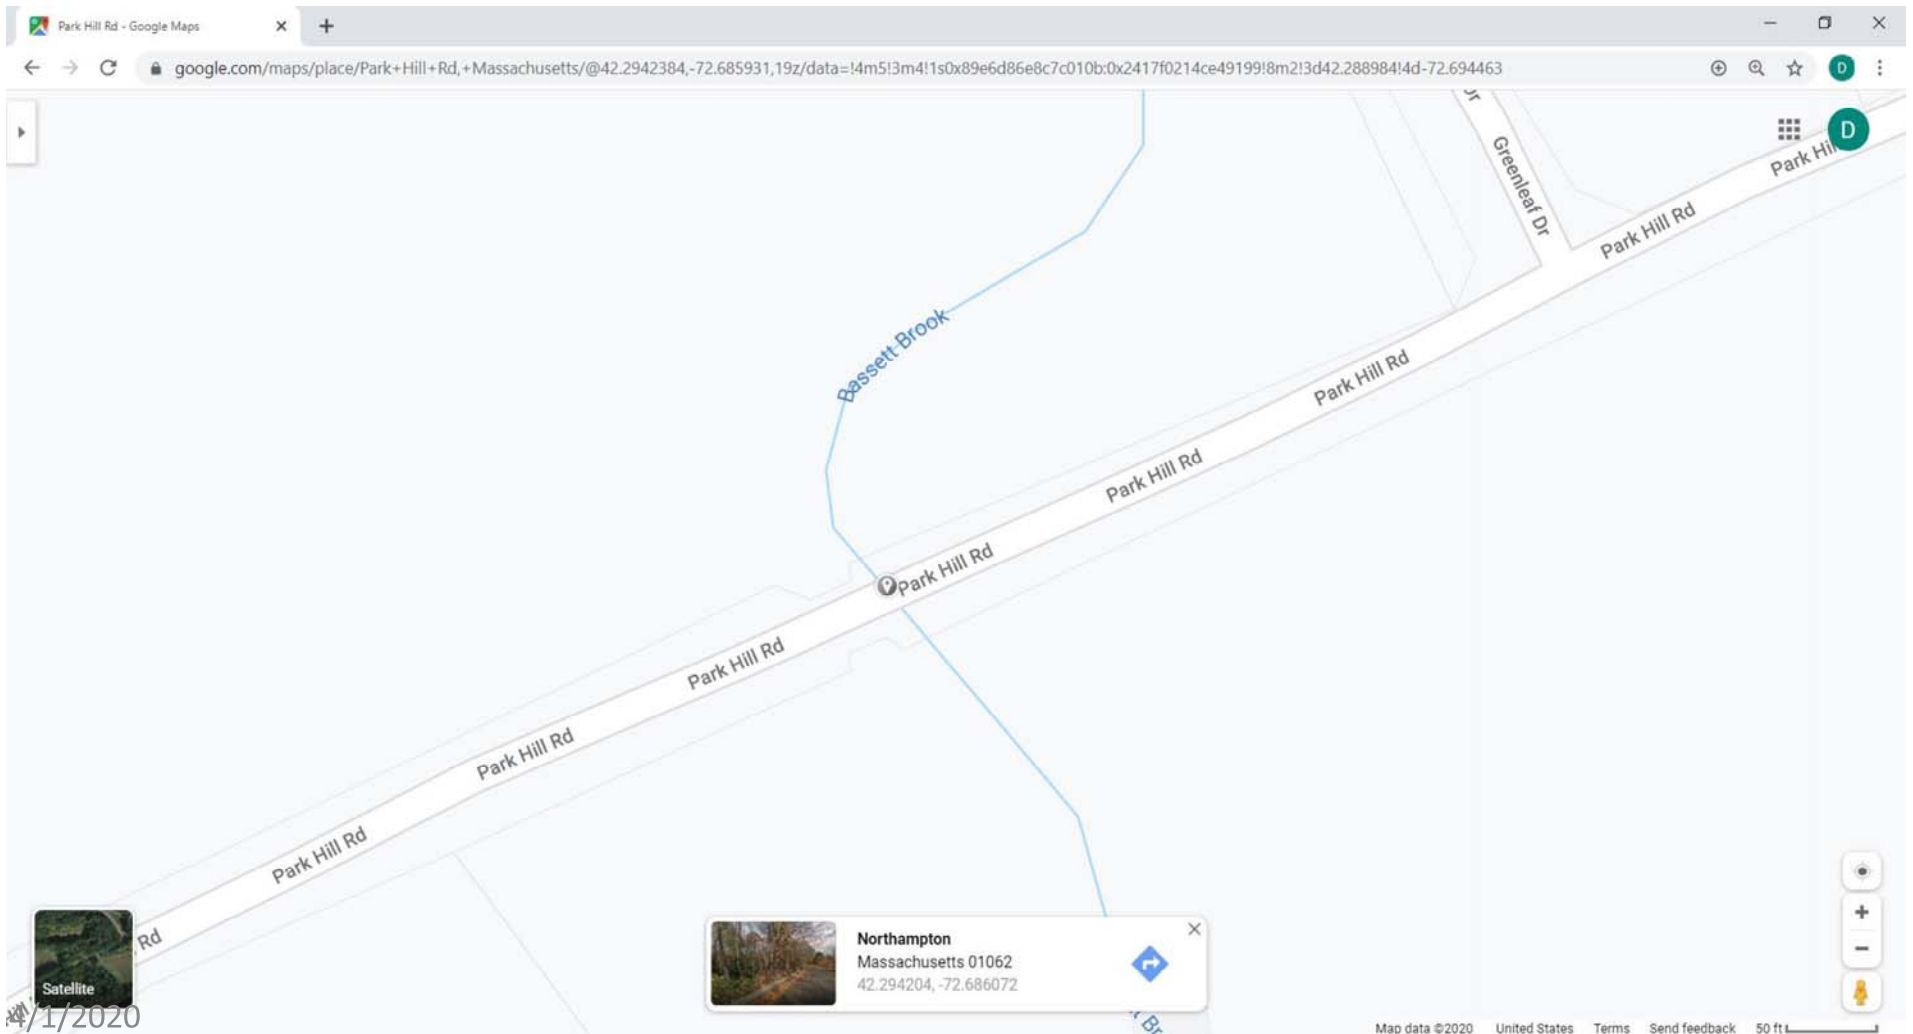 Park Hill Rd - Google Maps
google.com/maps/place/Park+Hill+Rd,+Massachusetts/@42.2942384,-72.685931,19z/data=!4m5!3m4!1s0x89e6d86e8c7c010b:0x2417f0214ce49199!8m2!3d42.288984!4d-72.694463
D
D
Dr
Greenleaf Dr
Park Hill
Park Hill Rd
Bassett Brook
Park Hill Rd
Park Hill Rd
Park Hill Rd
Park Hill Rd
Park Hill Rd
Park Hill Rd
Rd
Northampton
Massachusetts 01062
42.294204, -72.686072
Satellite
4/1/2020
Br
Map data ©2020 United States Terms Send feedback 50 ft